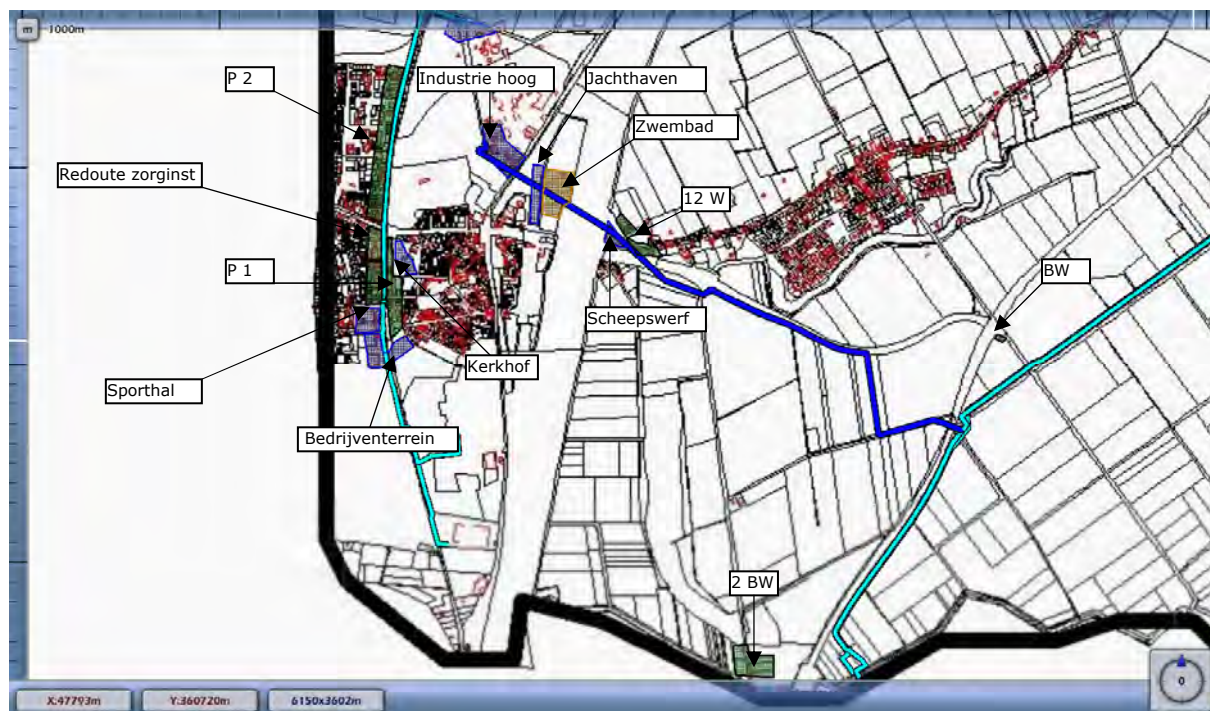 m
1000m
P 2
Industrie hoog
Jachthaven
Zwembad
Redoute zorginst
12 W
P 1
BW
Scheepswerf
Kerkhof
Sporthal
Bedrijventerrein
2 BW
0
X:47793m
Y:360720m
6150x3602m